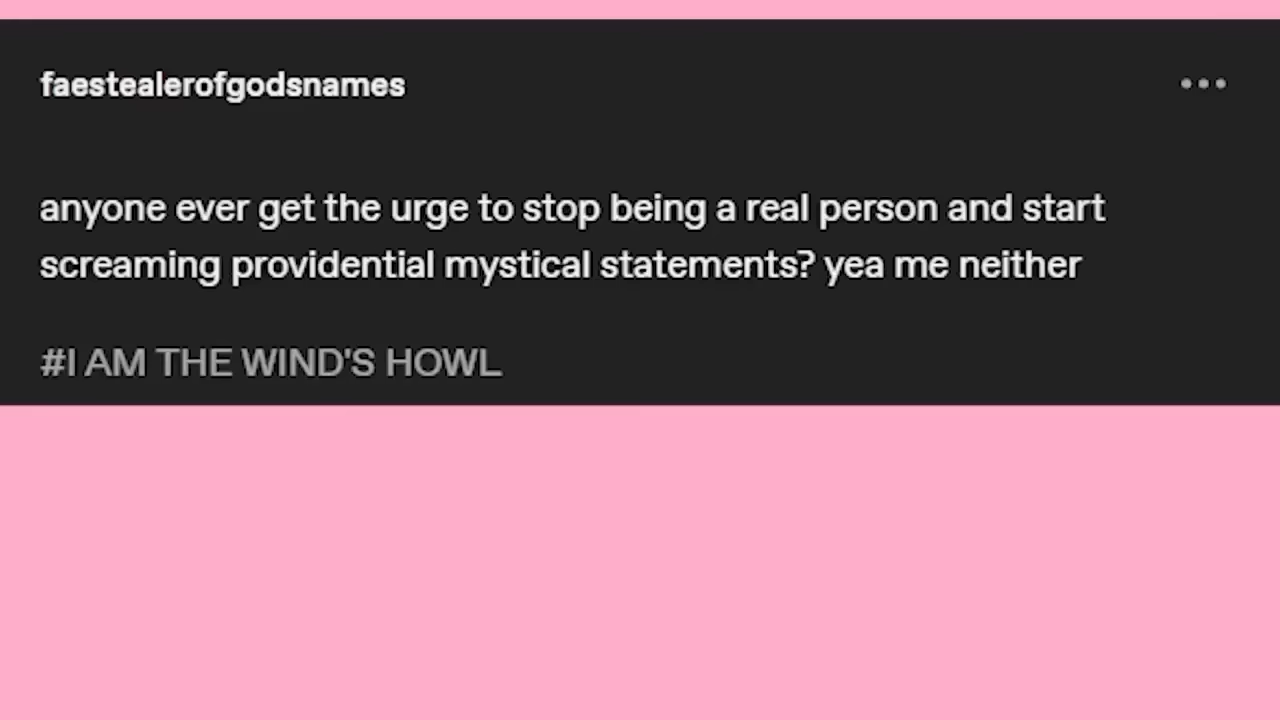 faestealerofgodsnames
anyone ever get the urge to stop being a real person and start
screaming providential mystical statements? yea me neither
#I AM THE WIND'S HOWL